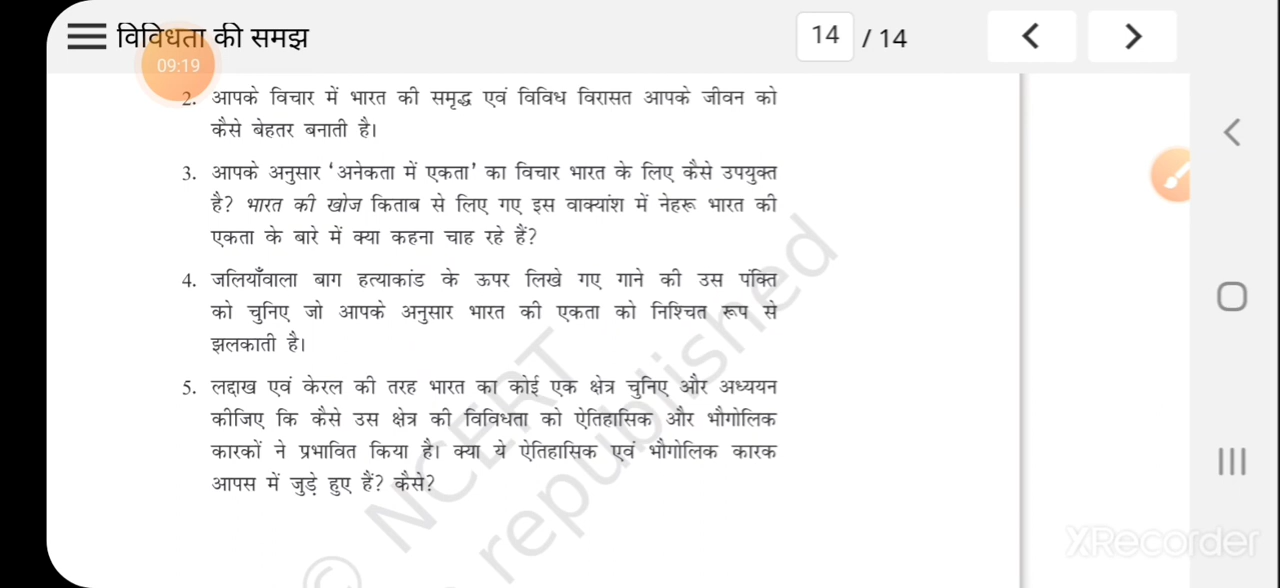 विविधता की समझ
14 / 14
09:19
2. आपके विचार में भारत की समृद्ध एवं विविध विरासत आपके जीवन को
कैसे बेहतर बनाती है।
3. आपके अनुसार ‘अनेकता में एकता’ का विचार भारत के लिए कैसे उपयुक्त
है? भारत की खोज किताब से लिए गए इस वाक्यांश में नेहरू भारत की
एकता के बारे में क्या कहना चाह रहे हैं?
4. जलियाँवाला बाग हत्याकांड के ऊपर लिखे गए गाने की उस पंक्ति
को चुनिए जो आपके अनुसार भारत की एकता को निश्चित रूप से
झलकाती है।
5. लद्दाख एवं केरल की तरह भारत का कोई एक क्षेत्र चुनिए और अध्ययन
कीजिए कि कैसे उस क्षेत्र की विविधता को ऐतिहासिक और भौगोलिक
कारकों ने प्रभावित किया है। क्या ये ऐतिहासिक एवं भौगोलिक कारक
आपस में जुड़े हुए हैं? कैसे?
© NCERT
republished
XRecorder